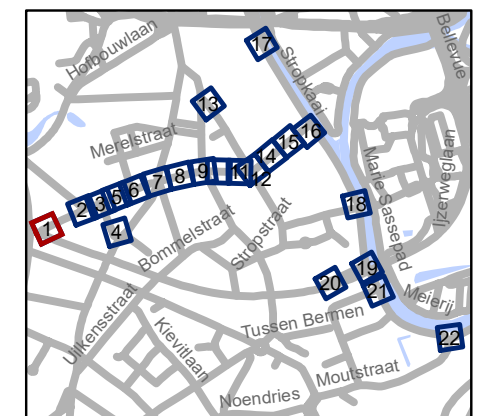 Hofbouwlaan
17
Stropkaai
Bellevue
13
Merelstraat
16
15
14
12
11
9
8
7
6
5
3
2
4
1
Marie Sassepad
Ijzerweglaan
18
Bommelstraat
Stropstraat
19
20
21
Meierij
Uilkensstraat
Kievitlaan
Tussen Bermen
22
Moutstraat
Noendries